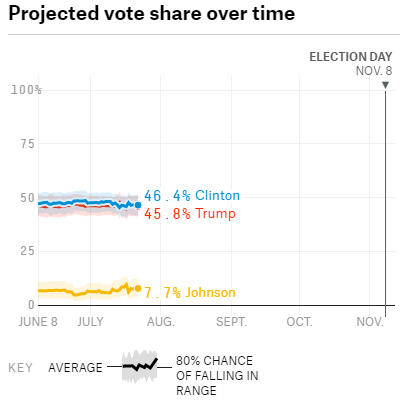 Projected vote share over time
ELECTION DAY
NOV. 8
100%
75
50
46.4% Clinton
45.8% Trump
25
7.7% Johnson
0
JUNE 8 JULY AUG. SEPT. OCT. NOV.
KEY AVERAGE 80% CHANCE
OF FALLING IN
RANGE